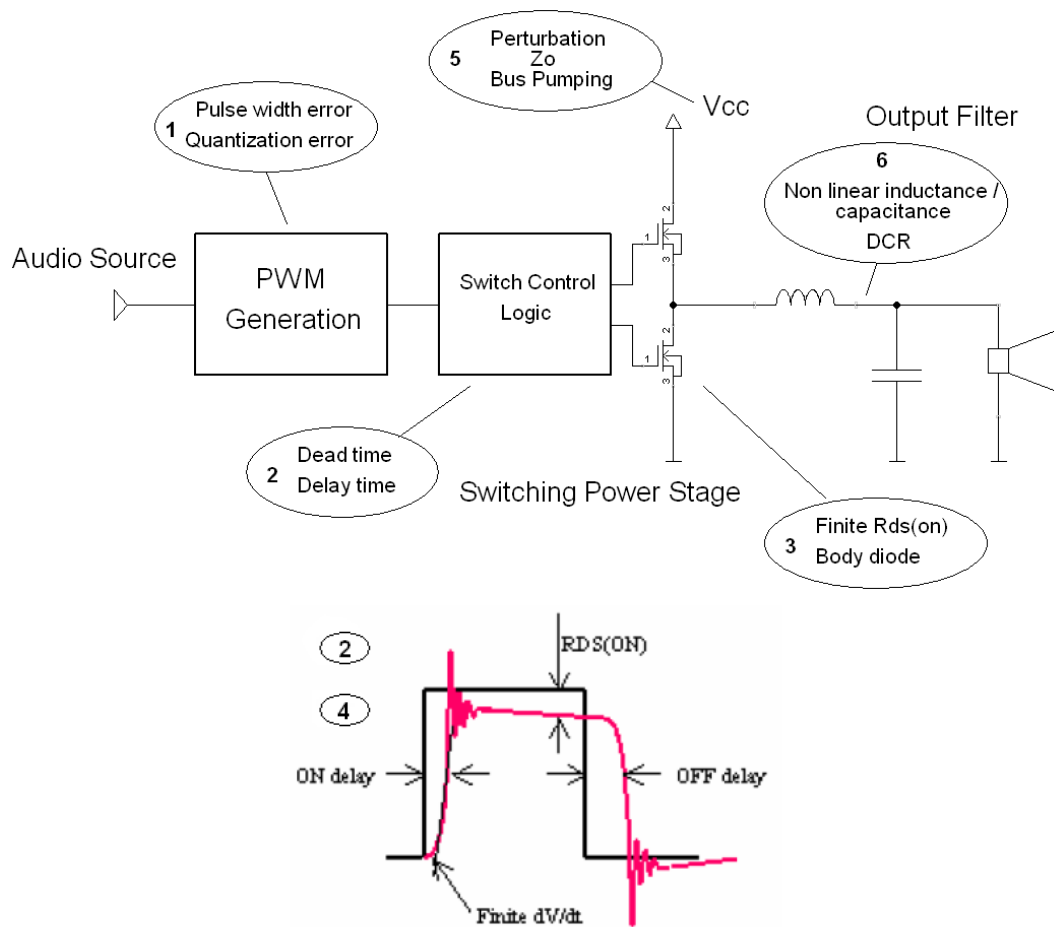 5
Perturbation
Zo
Bus Pumping
Vcc
Output Filter
1
Pulse width error
Quantization error
6
Non linear inductance /
capacitance
DCR
Audio Source
PWM
Generation
Switch Control
Logic
1
2
3
1
2
3
2
Dead time
Delay time
Switching Power Stage
3
Finite Rds(on)
Body diode
2
4
RDS(ON)
ON delay
OFF delay
Finite dV/dt